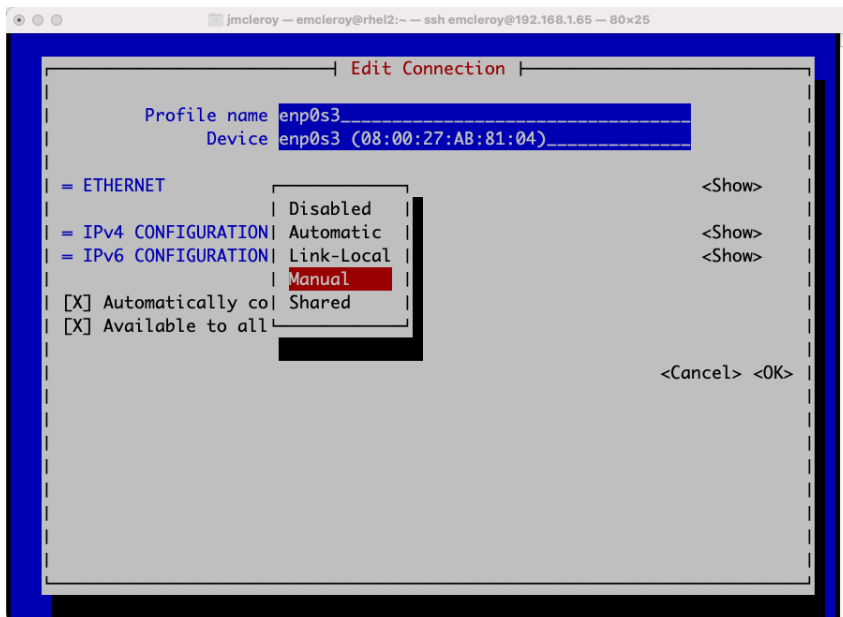 jmcleroy — emcleroy@rhel2:~ — ssh emcleroy@192.168.1.65 — 80×25
Edit Connection
Profile name enp0s3
Device enp0s3 (08:00:27:AB:81:04)
= ETHERNET <Show>
Disabled
= IPv4 CONFIGURATION Automatic <Show>
= IPv6 CONFIGURATION Link-Local <Show>
Manual
[X] Automatically co Shared
[X] Available to all
<Cancel> <OK>